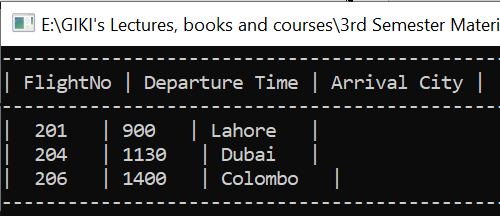 E:\GIKI's Lectures, books and courses\3rd Semester Materi
----------------------------------------
| FlightNo | Departure Time | Arrival City |
----------------------------------------
|  201   | 900   | Lahore   |
|  204   | 1130   | Dubai   |
|  206   | 1400   | Colombo   |
----------------------------------------